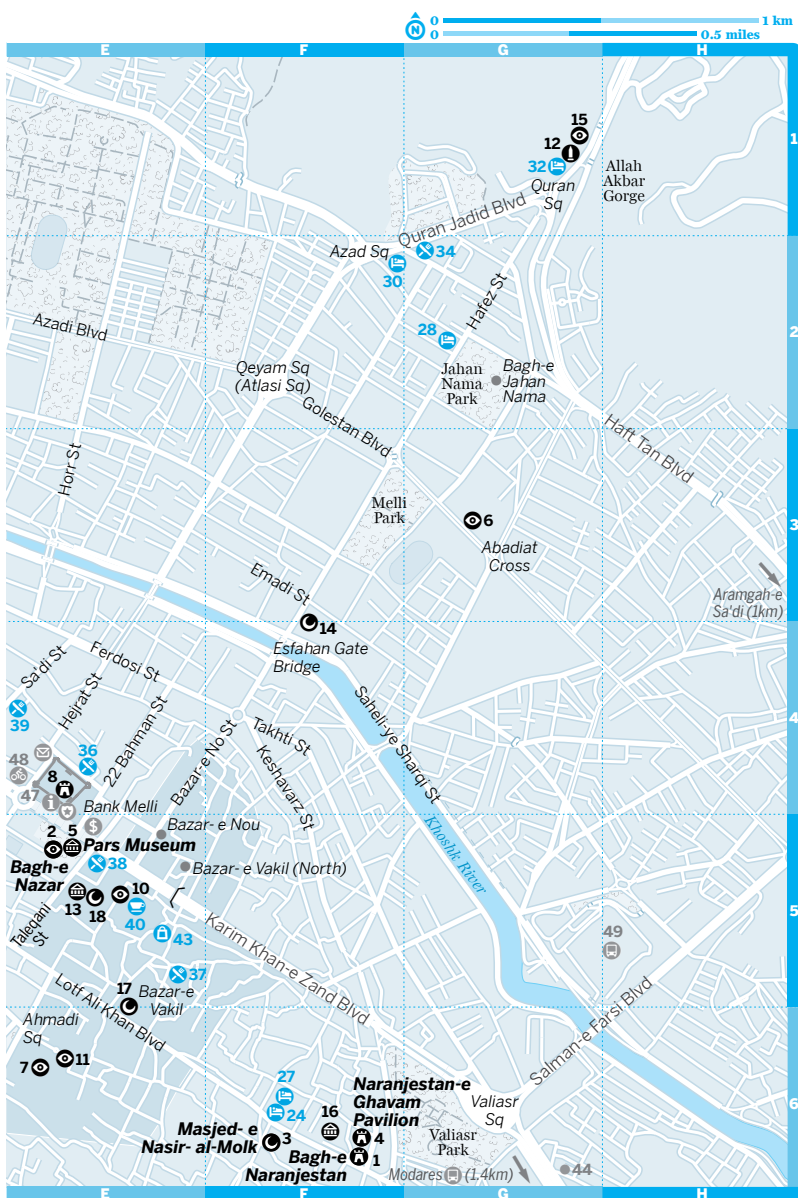 N
0
1 km
0
0.5 miles
E
F
G
H
15
1
12
32
Quran
Sq
Allah
Akbar
Gorge
Quran Jadid Blvd
Azad Sq
34
30
Hafez St
Azadi Blvd
28
2
Qeyam Sq
(Atlasi Sq)
Jahan
Nama
Park
Bagh-e
Jahan
Nama
Golestan Blvd
Haft Tan Blvd
Horr St
Melli
Park
6
3
Abadiat
Cross
Emadi St
Aramgah-e
Sa'di (1km)
14
Esfahan Gate
Bridge
Sa'di St
Ferdosi St
Hejrat St
39
22 Bahman St
Bazar-e No St
Takhti St
Keshavarz St
Saheli-ye Sharqi St
4
48
36
8
47
i
Bank Melli
$
Bazar- e Nou
2
5
Pars Museum
Khoshk River
Bagh-e
Nazar
38
Bazar- e Vakil (North)
13
18
10
40
Taleqani
St
43
Karim Khan-e Zand Blvd
49
5
37
17
Bazar-e
Vakil
Lotf Ali Khan Blvd
Salman-e Farsi Blvd
Ahmadi
Sq
7
11
27
24
Naranjestan-e
Ghavam
Pavilion
Valiasr
Sq
6
16
Masjed- e
Nasir- al-Molk
3
4
Bagh-e
Naranjestan
1
Valiasr
Park
Modares (1.4km)
44
E
F
G
H